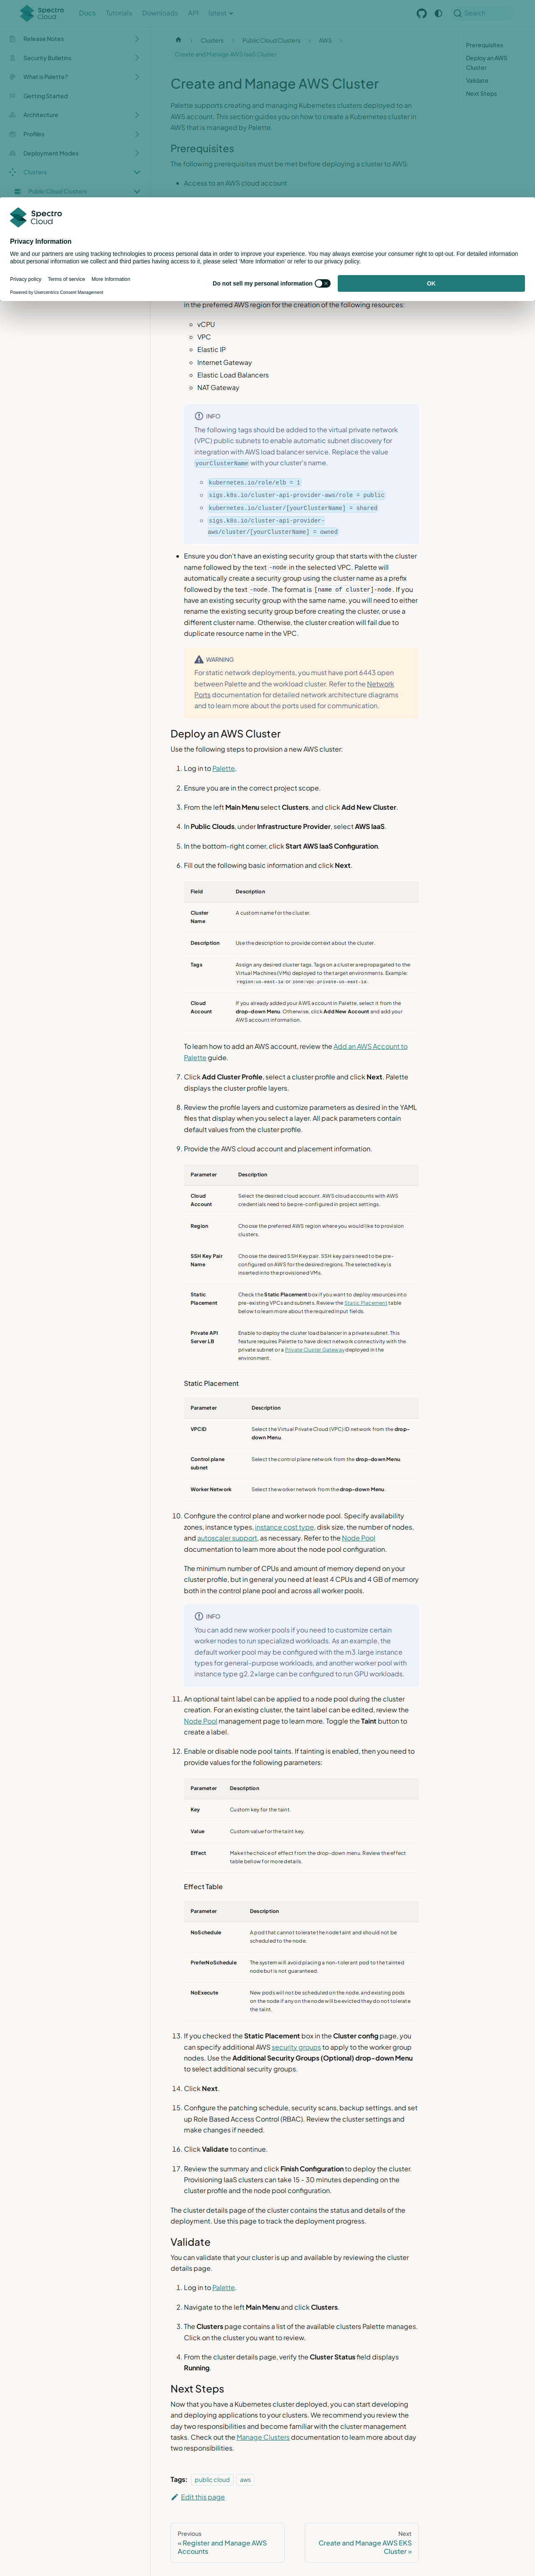 Spectro Cloud
Docs
Tutorials
Downloads
API
latest
Search
Release Notes
Security Bulletins
What is Palette?
Getting Started
Architecture
Profiles
Deployment Modes
Clusters
Public Cloud Clusters
Clusters
Public Cloud Clusters
AWS
Create and Manage AWS IaaS Cluster
Prerequisites
Deploy an AWS
Cluster
Validate
Next Steps
Create and Manage AWS Cluster
Palette supports creating and managing Kubernetes clusters deployed to an
AWS account. This section guides you on how to create a Kubernetes cluster in
AWS that is managed by Palette.
Prerequisites
The following prerequisites must be met before deploying a cluster to AWS:
Access to an AWS cloud account
Spectro Cloud
Privacy Information
We and our partners are using tracking technologies to process personal data in order to improve your experience. You may always exercise your consumer right to opt-out. For detailed
information about personal information we collect and third parties having access to it, please select 'More Information' or refer to our privacy policy.
Privacy policy
Terms of service
More Information
Powered by Usercentrics Consent Management
Do not sell my personal information
OK
in the preferred AWS region for the creation of the following resources:
vCPU
VPC
Elastic IP
Internet Gateway
Elastic Load Balancers
NAT Gateway
INFO
The following tags should be added to the virtual private network
(VPC) public subnets to enable automatic subnet discovery for
integration with AWS load balancer service. Replace the value
yourClusterName with your cluster's name.
kubernetes.io/role/elb = 1
sigs.k8s.io/cluster-api-provider-aws/role = public
kubernetes.io/cluster/[yourClusterName] = shared
sigs.k8s.io/cluster-api-provider-
aws/cluster/[yourClusterName] = owned
Ensure you don't have an existing security group that starts with the cluster
name followed by the text -node in the selected VPC. Palette will
automatically create a security group using the cluster name as a prefix
followed by the text -node. The format is [name of cluster]-node. If you
have an existing security group with the same name, you will need to either
rename the existing security group before creating the cluster, or use a
different cluster name. Otherwise, the cluster creation will fail due to
duplicate resource name in the VPC.
WARNING
For static network deployments, you must have port 6443 open
between Palette and the workload cluster. Refer to the Network
Ports documentation for detailed network architecture diagrams
and to learn more about the ports used for communication.
Deploy an AWS Cluster
Use the following steps to provision a new AWS cluster:
1. Log in to Palette.
2. Ensure you are in the correct project scope.
3. From the left Main Menu select Clusters, and click Add New Cluster.
4. In Public Clouds, under Infrastructure Provider, select AWS IaaS.
5. In the bottom-right corner, click Start AWS IaaS Configuration.
6. Fill out the following basic information and click Next.
Field Description
Cluster Name A custom name for the cluster.
Description Use the description to provide context about the cluster.
Tags Assign any desired cluster tags. Tags on a cluster are propagated to the
Virtual Machines (VMs) deployed to the target environments. Example:
region:us-east-1a or zone:vpc-private-us-east-1a.
Cloud Account If you already added your AWS account in Palette, select it from the
drop-down Menu. Otherwise, click Add New Account and add your
AWS account information.
To learn how to add an AWS account, review the Add an AWS Account to
Palette guide.
7. Click Add Cluster Profile, select a cluster profile and click Next. Palette
displays the cluster profile layers.
8. Review the profile layers and customize parameters as desired in the YAML
files that display when you select a layer. All pack parameters contain
default values from the cluster profile.
9. Provide the AWS cloud account and placement information.
Parameter Description
Cloud Account Select the desired cloud account. AWS cloud accounts with AWS
credentials need to be pre-configured in project settings.
Region Choose the preferred AWS region where you would like to provision
clusters.
SSH Key Pair Name Choose the desired SSH Key pair. SSH key pairs need to be pre-
configured on AWS for the desired regions. The selected key is
inserted into the provisioned VMs.
Static Placement Check the Static Placement box if you want to deploy resources into
pre-existing VPCs and subnets. Review the Static Placement table
below to learn more about the required input fields.
Private API Server LB Enable to deploy the cluster load balancer in a private subnet. This
feature requires Palette to have direct network connectivity with the
private subnet or a Private Cluster Gateway deployed in the
environment.
Static Placement
Parameter Description
VPCID Select the Virtual Private Cloud (VPC) ID network from the drop-
down Menu.
Control plane subnet Select the control plane network from the drop-down Menu.
Worker Network Select the worker network from the drop-down Menu.
10. Configure the control plane and worker node pool. Specify availability
zones, instance types, instance cost type, disk size, the number of nodes,
and autoscaler support, as necessary. Refer to the Node Pool
documentation to learn more about the node pool configuration.
The minimum number of CPUs and amount of memory depend on your
cluster profile, but in general you need at least 4 CPUs and 4 GB of memory
both in the control plane pool and across all worker pools.
INFO
You can add new worker pools if you need to customize certain
worker nodes to run specialized workloads. As an example, the
default worker pool may be configured with the m3.large instance
types for general-purpose workloads, and another worker pool with
instance type g2.2xlarge can be configured to run GPU workloads.
11. An optional taint label can be applied to a node pool during the cluster
creation. For an existing cluster, the taint label can be edited, review the
Node Pool management page to learn more. Toggle the Taint button to
create a label.
12. Enable or disable node pool taints. If tainting is enabled, then you need to
provide values for the following parameters:
Parameter Description
Key Custom key for the taint.
Value Custom value for the taint key.
Effect Make the choice of effect from the drop-down menu. Review the effect
table bellow for more details.
Effect Table
Parameter Description
NoSchedule A pod that cannot tolerate the node taint and should not be
scheduled to the node.
PreferNoSchedule The system will avoid placing a non-tolerant pod to the tainted
node but is not guaranteed.
NoExecute New pods will not be scheduled on the node, and existing pods
on the node if any on the node will be evicted they do not tolerate
the taint.
13. If you checked the Static Placement box in the Cluster config page, you
can specify additional AWS security groups to apply to the worker group
nodes. Use the Additional Security Groups (Optional) drop-down Menu
to select additional security groups.
14. Click Next.
15. Configure the patching schedule, security scans, backup settings, and set
up Role Based Access Control (RBAC). Review the cluster settings and
make changes if needed.
16. Click Validate to continue.
17. Review the summary and click Finish Configuration to deploy the cluster.
Provisioning IaaS clusters can take 15 - 30 minutes depending on the
cluster profile and the node pool configuration.
The cluster details page of the cluster contains the status and details of the
deployment. Use this page to track the deployment progress.
Validate
You can validate that your cluster is up and available by reviewing the cluster
details page.
1. Log in to Palette.
2. Navigate to the left Main Menu and click Clusters.
3. The Clusters page contains a list of the available clusters Palette manages.
Click on the cluster you want to review.
4. From the cluster details page, verify the Cluster Status field displays
Running.
Next Steps
Now that you have a Kubernetes cluster deployed, you can start developing
and deploying applications to your clusters. We recommend you review the
day two responsibilities and become familiar with the cluster management
tasks. Check out the Manage Clusters documentation to learn more about day
two responsibilities.
Tags: public cloud aws
Edit this page
Previous
« Register and Manage AWS
Accounts
Next
Create and Manage AWS EKS
Cluster »